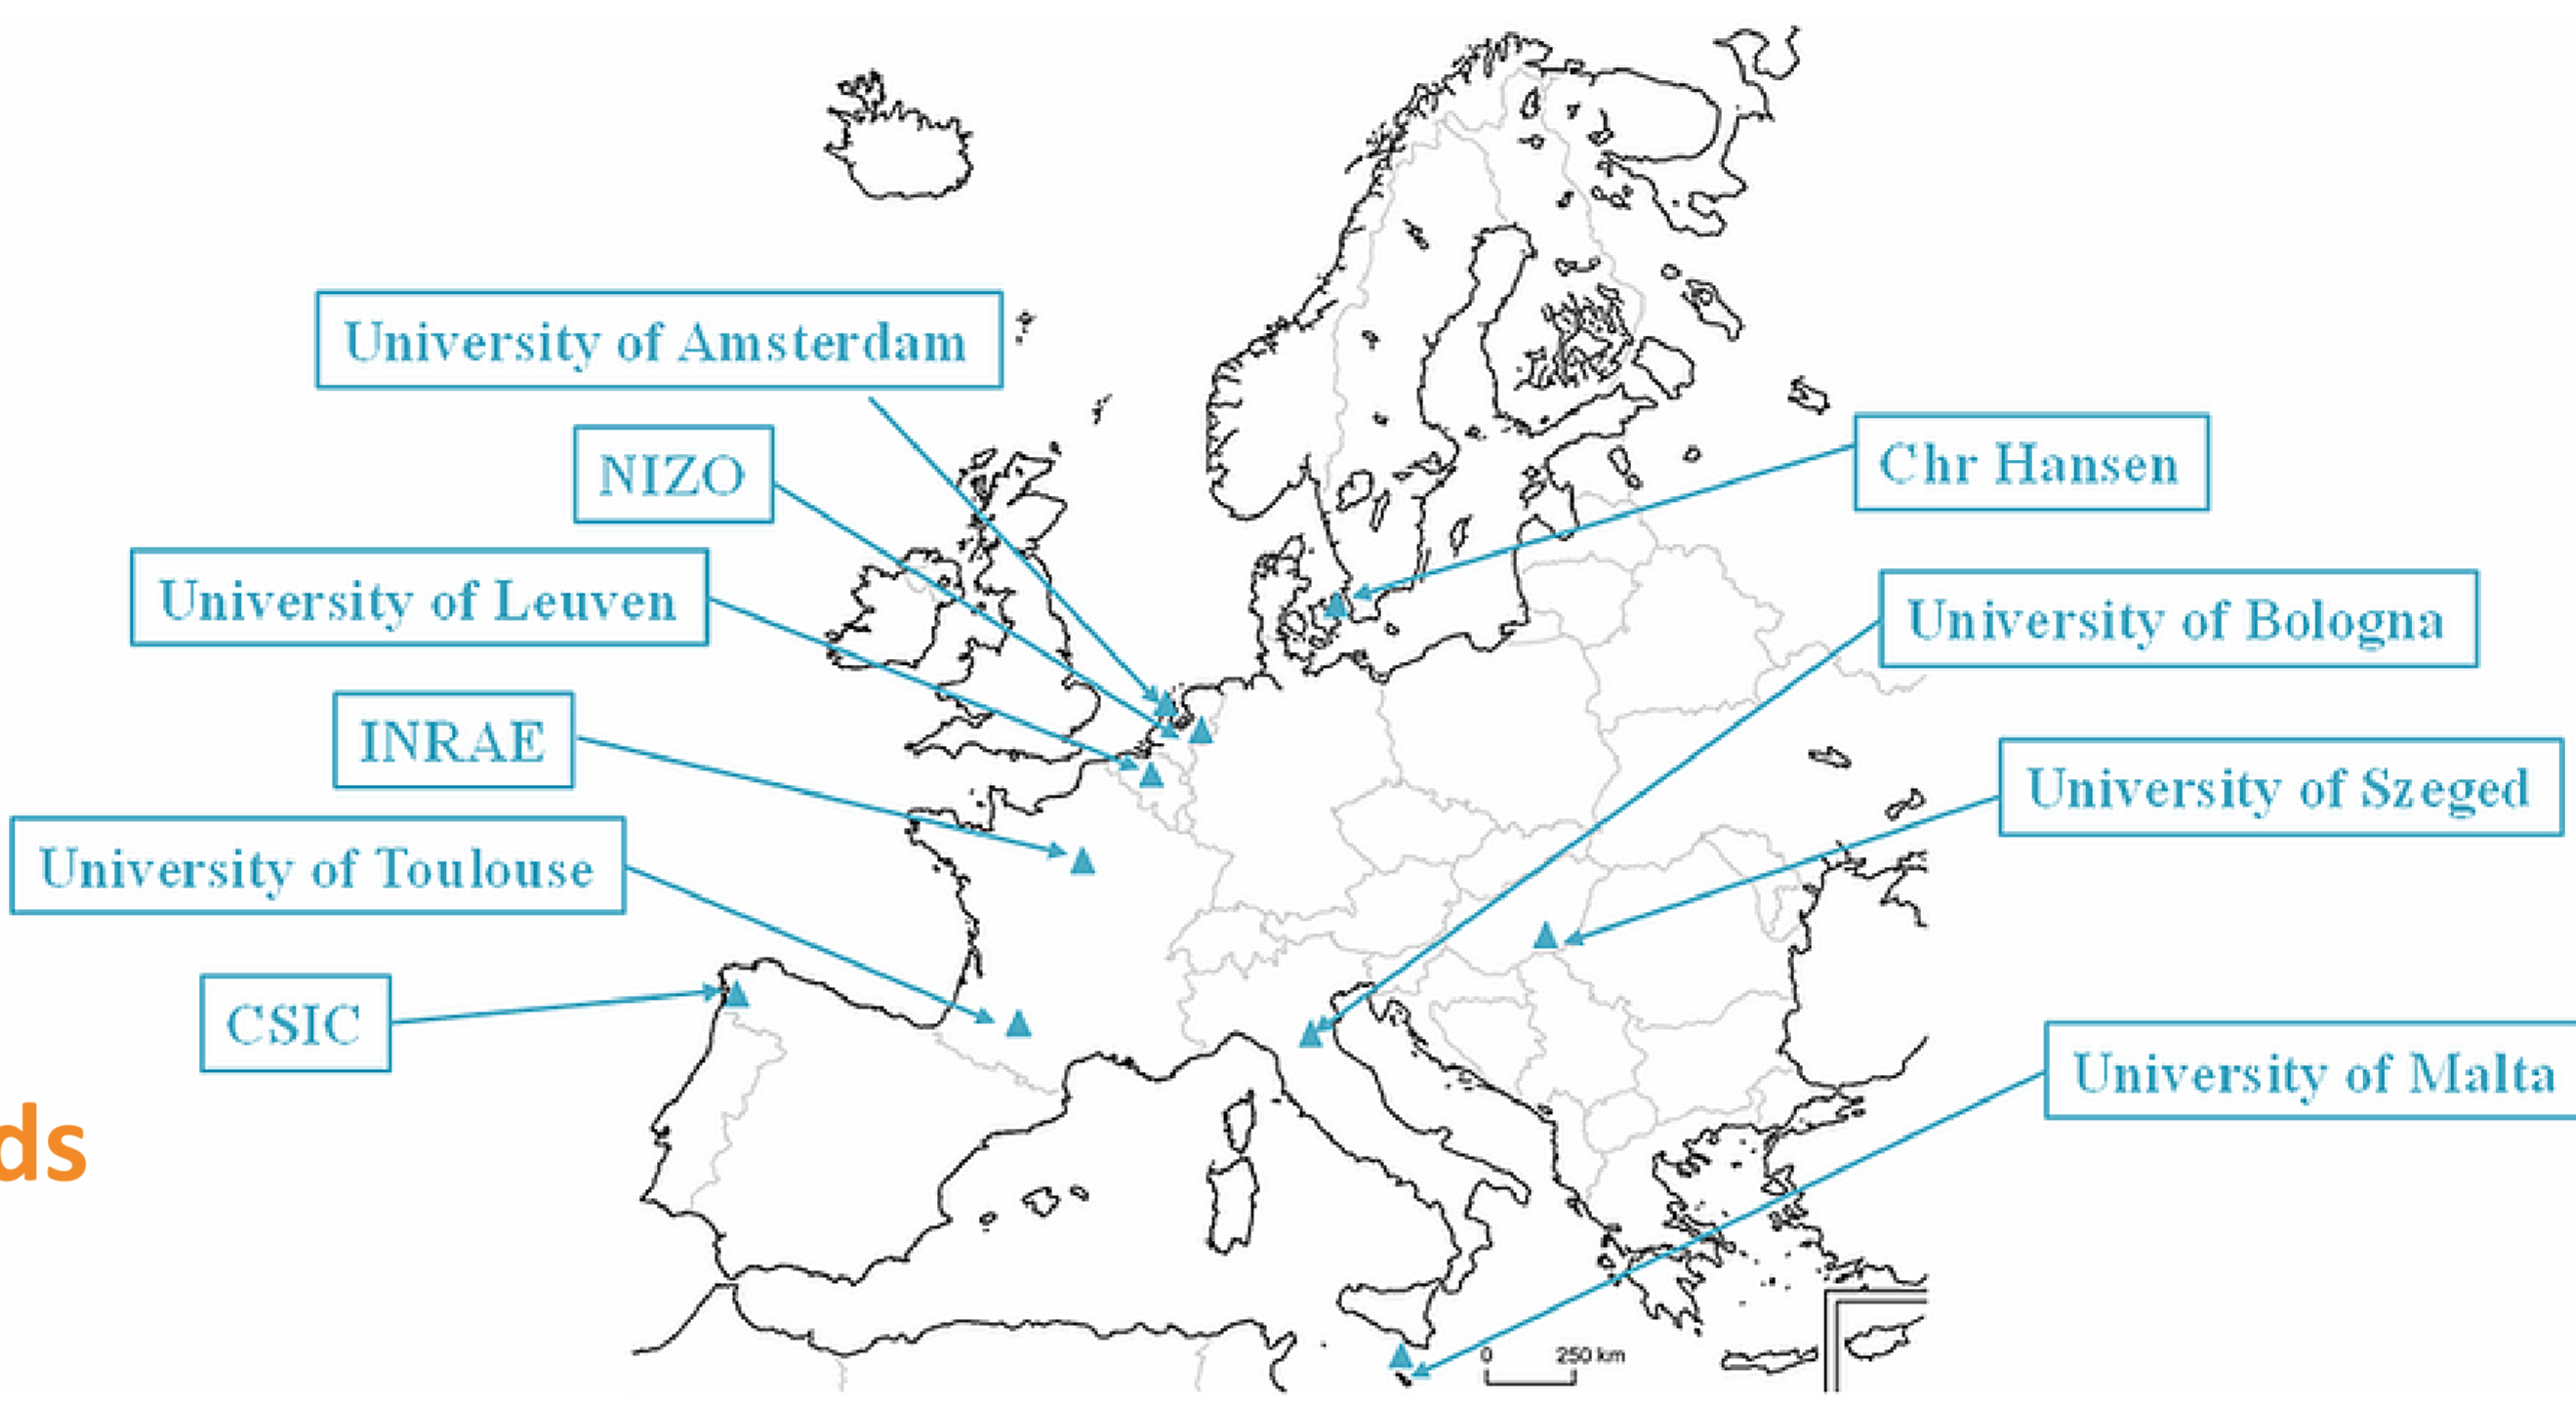 University of Amsterdam
NIZO
Chr Hansen
University of Leuven
University of Bologna
INRAE
University of Szeged
University of Toulouse
CSIC
University of Malta
ds
0 250 km